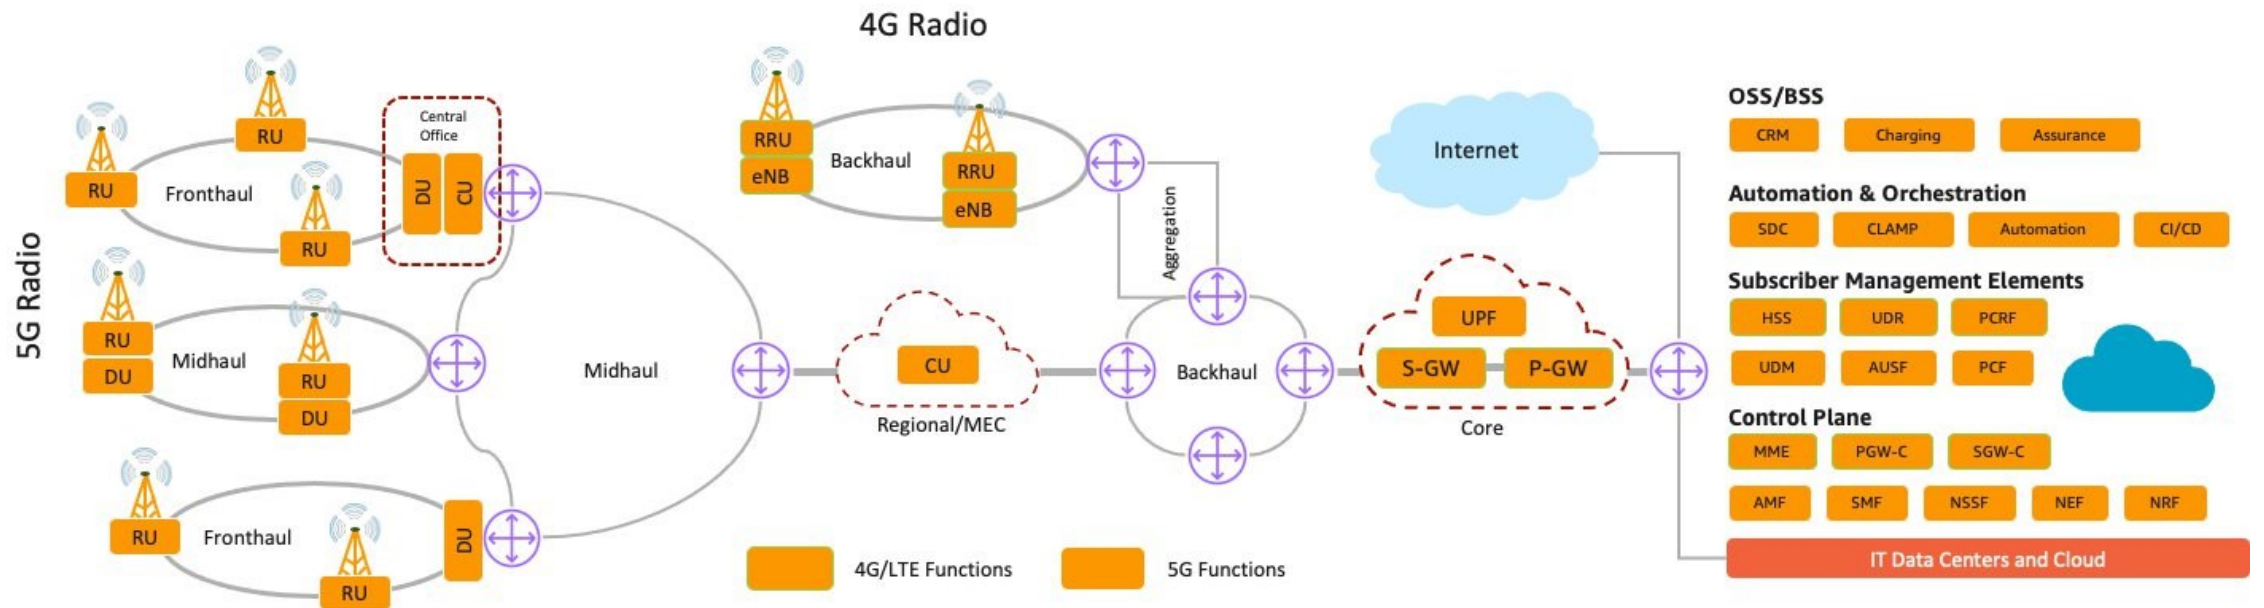 4G Radio
5G Radio
RU
RU
Fronthaul
RU
Central
Office
DU
CU
RU
DU
Midhaul
RU
DU
RU
Fronthaul
RU
DU
Midhaul
RRU
eNB
Backhaul
RRU
eNB
Aggregation
CU
Regional/MEC
Backhaul
Internet
UPF
S-GW
P-GW
Core
4G/LTE Functions
5G Functions
OSS/BSS
CRM
Charging
Assurance
Automation & Orchestration
SDC
CLAMP
Automation
CI/CD
Subscriber Management Elements
HSS
UDR
PCRF
UDM
AUSF
PCF
Control Plane
MME
PGW-C
SGW-C
AMF
SMF
NSSF
NEF
NRF
IT Data Centers and Cloud